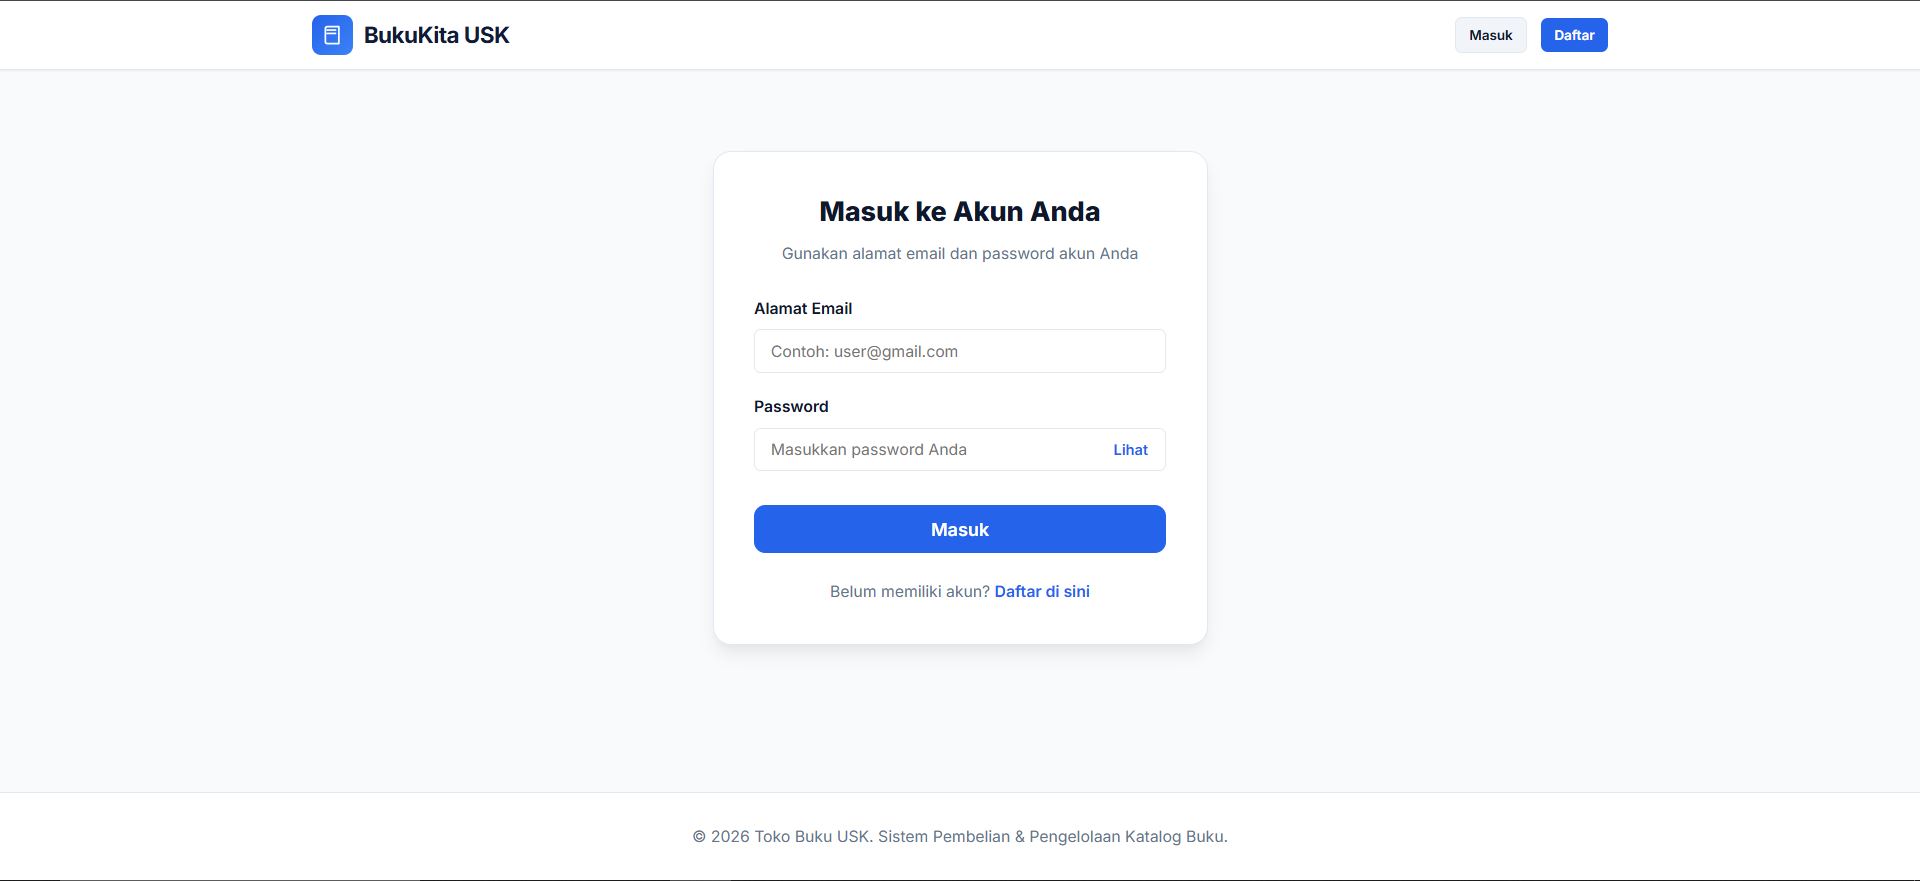 BukuKita USK
Masuk
Daftar
Masuk ke Akun Anda
Gunakan alamat email dan password akun Anda
Alamat Email
Contoh: user@gmail.com
Password
Masukkan password Anda
Lihat
Masuk
Belum memiliki akun? Daftar di sini
© 2026 Toko Buku USK. Sistem Pembelian & Pengelolaan Katalog Buku.